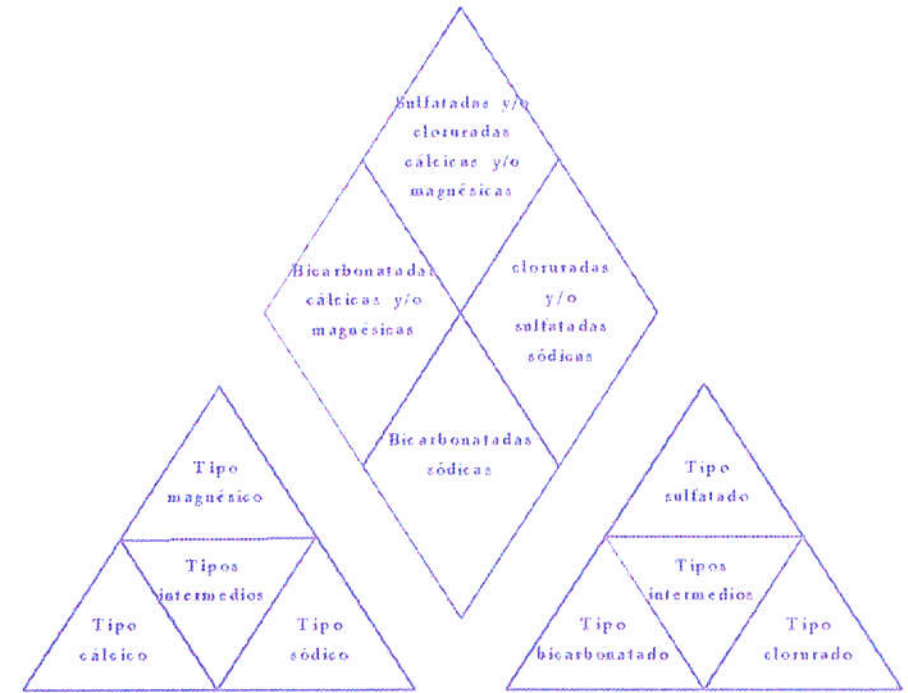 Sulfatadas y/o
cloruradas
cálcicas y/o
magnésicas
Bicarbonatadas
cálcicas y/o
magnésicas
cloruradas
y/o
sulfatadas
sódicas
Bicarbonatadas
sódicas
Tipo
magnésico
Tipos
intermedios
Tipo
cálcico
Tipo
sódico
Tipo
sulfatado
Tipos
intermedios
Tipo
bicarbonatado
Tipo
clorurado